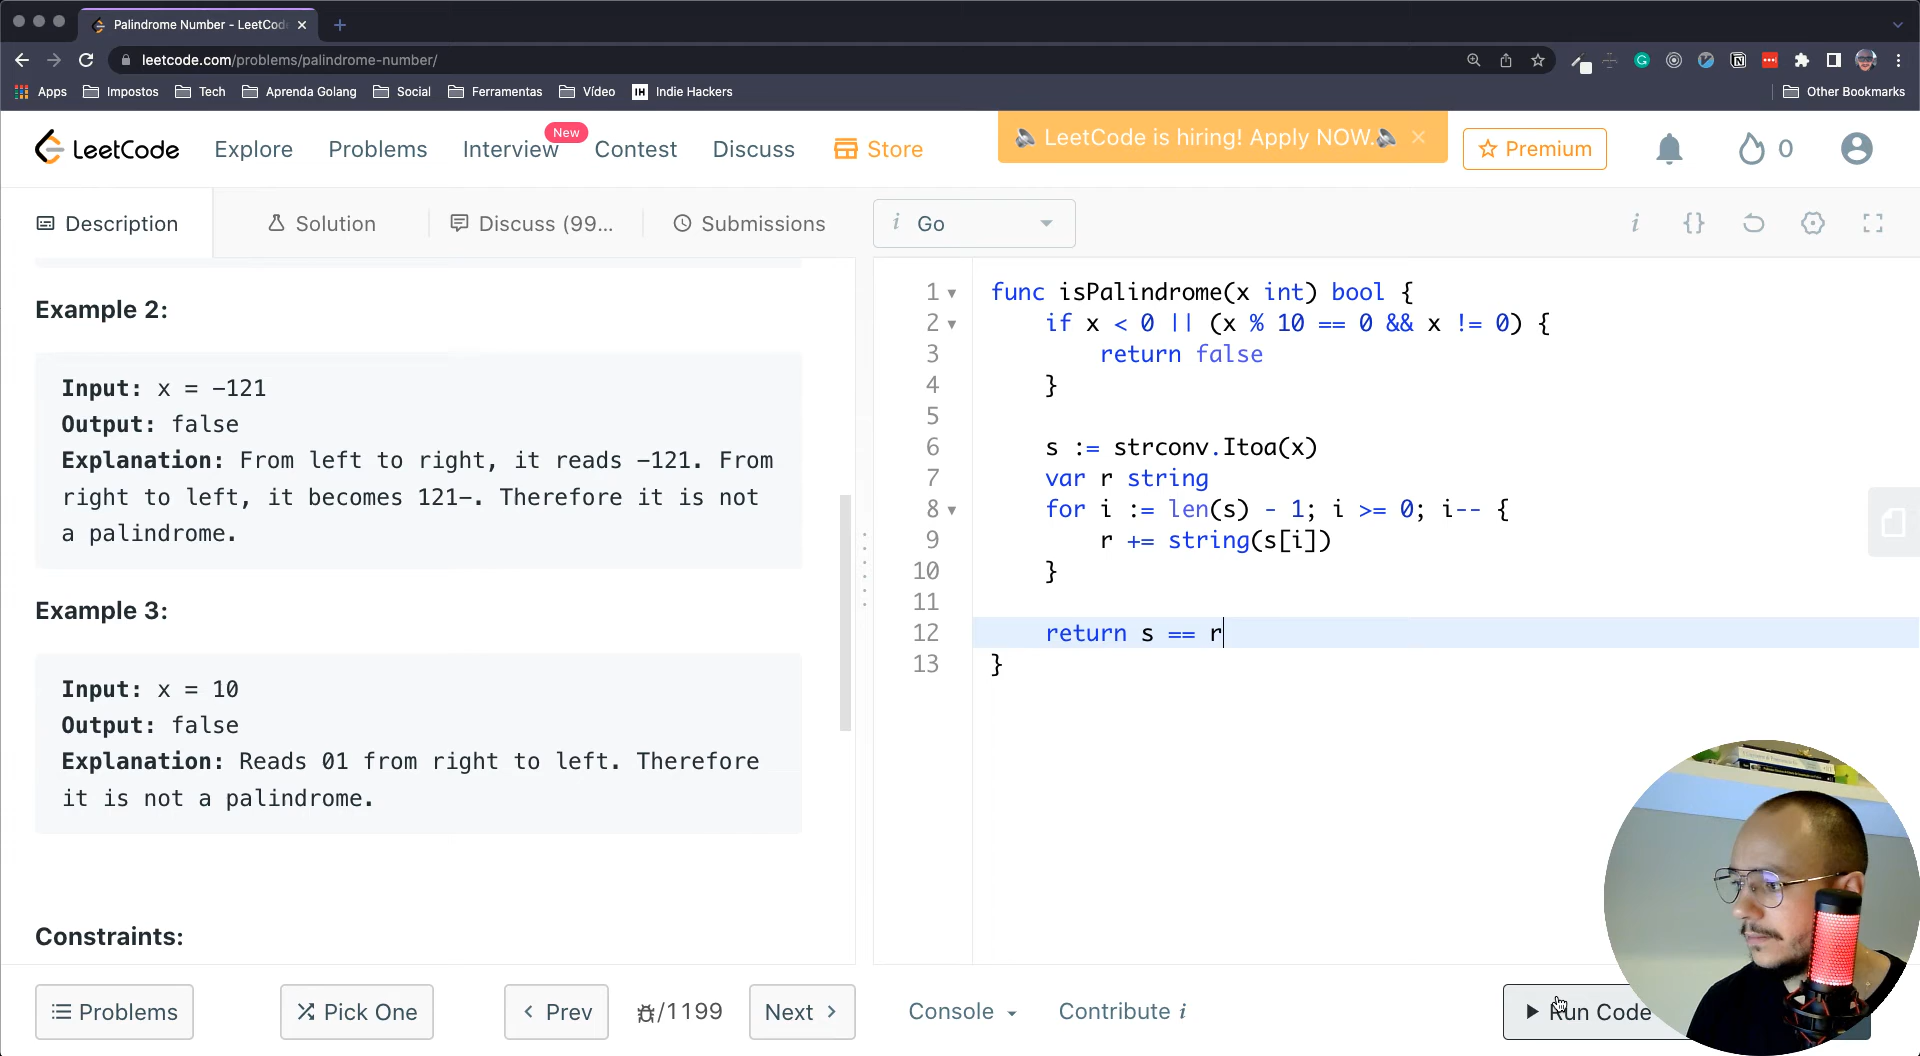 Palindrome Number - LeetCod
leetcode.com/problems/palindrome-number/
Apps Impostos Tech Aprenda Golang Social Ferramentas Vídeo IH Indie Hackers Other Bookmarks
LeetCode Explore Problems Interview New Contest Discuss Store LeetCode is hiring! Apply NOW. Premium 0
Description Solution Discuss (99... Submissions i Go i {}
Example 2:
Input: x = -121
Output: false
Explanation: From left to right, it reads -121. From
right to left, it becomes 121-. Therefore it is not
a palindrome.
Example 3:
Input: x = 10
Output: false
Explanation: Reads 01 from right to left. Therefore
it is not a palindrome.
Constraints:
1 func isPalindrome(x int) bool {
2 if x < 0 || (x % 10 == 0 && x != 0) {
3 return false
4 }
5
6 s := strconv.Itoa(x)
7 var r string
8 for i := len(s) - 1; i >= 0; i-- {
9 r += string(s[i])
10 }
11
12 return s == r
13 }
Problems Pick One Prev /1199 Next Console Contribute i Run Code